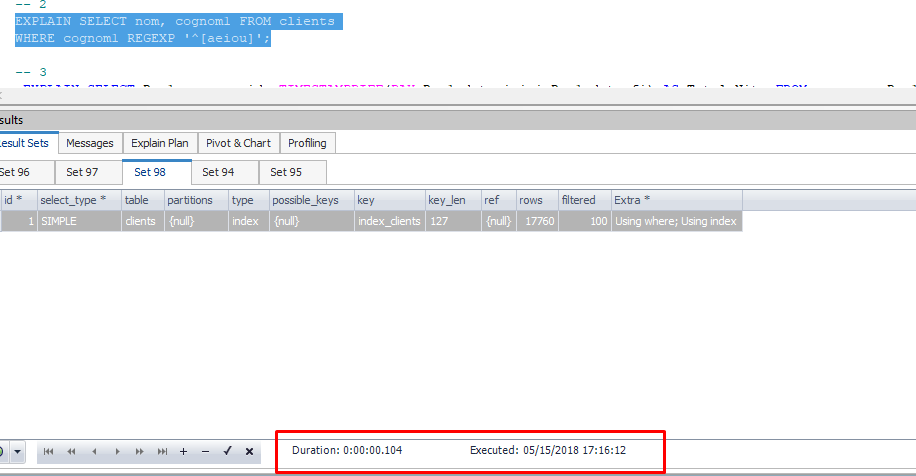 -- 2
EXPLAIN SELECT nom, cognom1 FROM clients
WHERE cognom1 REGEXP '^[aeiou]';
-- 3
EXPLAIN SELECT
sults
esult Sets Messages Explain Plan Pivot & Chart Profiling
Set 96 Set 97 Set 98 Set 94 Set 95
id * select_type * table partitions type possible_keys key key_len ref rows filtered Extra *
1 SIMPLE clients {null} index {null} index_clients 127 {null} 17760 100 Using where; Using index
Duration: 0:00:00.104 Executed: 05/15/2018 17:16:12